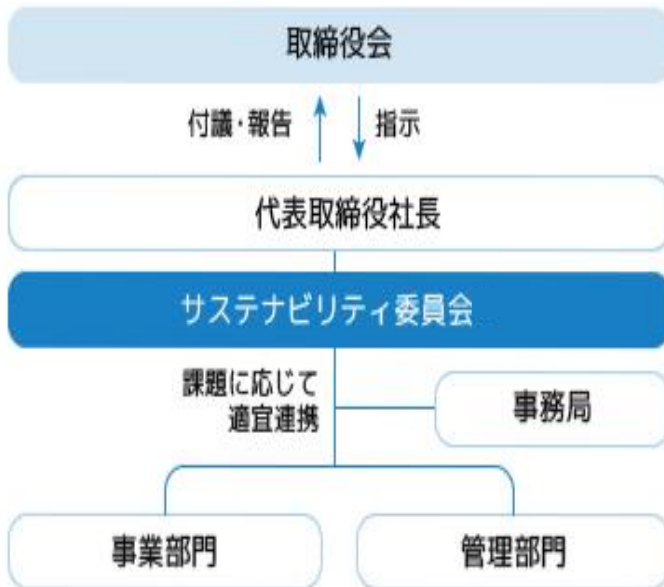 取締役会
付議・報告
指示
代表取締役社長
サステナビリティ委員会
課題に応じて
適宜連携
事務局
事業部門
管理部門